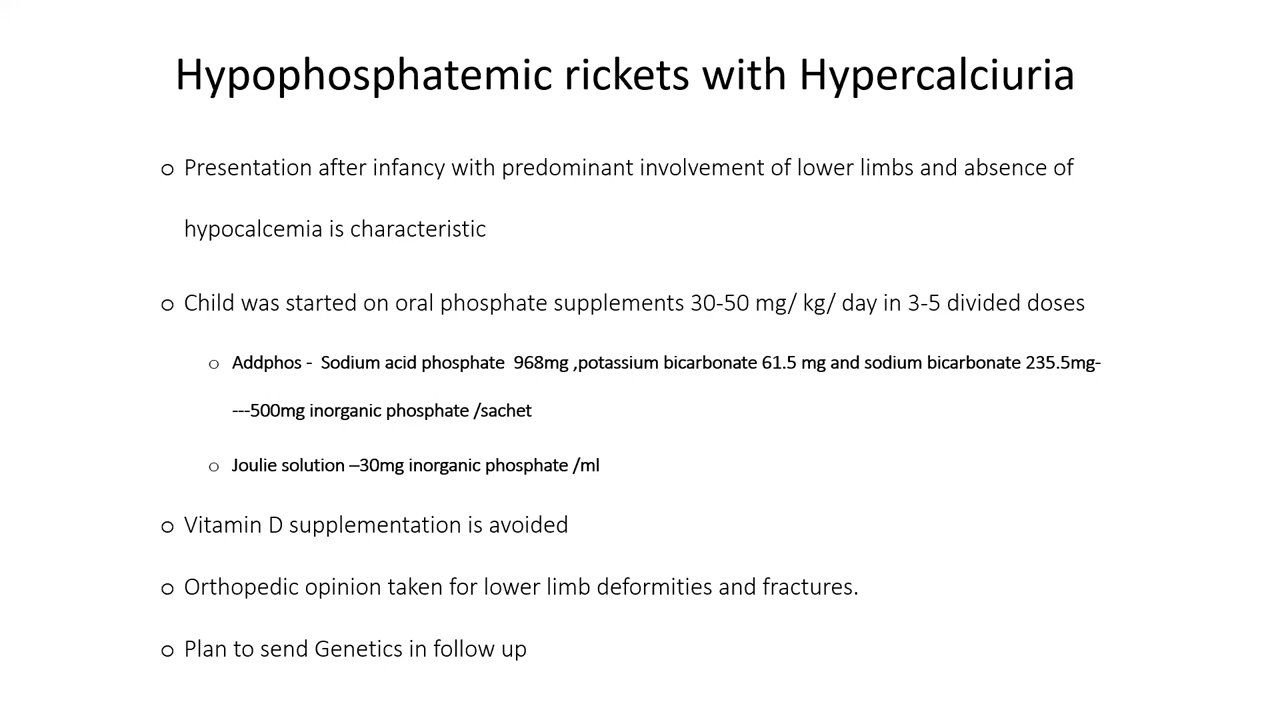 Hypophosphatemic rickets with Hypercalciuria
o Presentation after infancy with predominant involvement of lower limbs and absence of
hypocalcemia is characteristic
o Child was started on oral phosphate supplements 30-50 mg/ kg/ day in 3-5 divided doses
o Addphos - Sodium acid phosphate 968mg ,potassium bicarbonate 61.5 mg and sodium bicarbonate 235.5mg-
---500mg inorganic phosphate /sachet
o Joulie solution –30mg inorganic phosphate /ml
o Vitamin D supplementation is avoided
o Orthopedic opinion taken for lower limb deformities and fractures.
o Plan to send Genetics in follow up